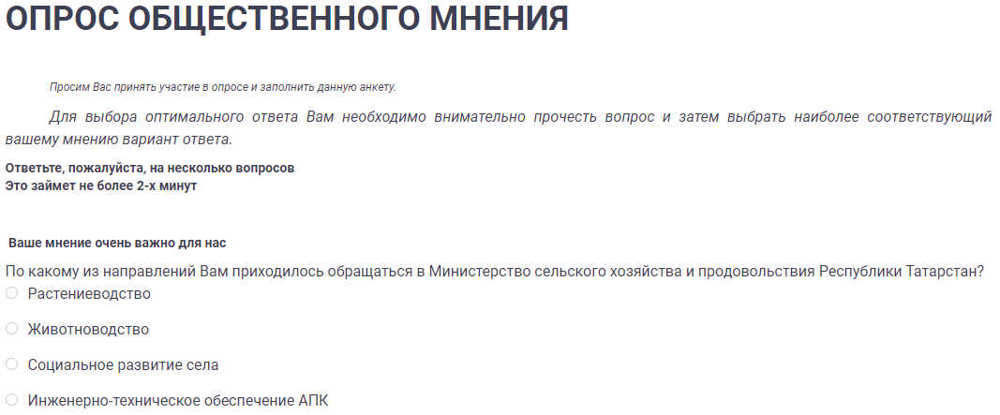 ОПРОС ОБЩЕСТВЕННОГО МНЕНИЯ
Просим Вас принять участие в опросе и заполнить данную анкету.
Для выбора оптимального ответа Вам необходимо внимательно прочесть вопрос и затем выбрать наиболее соответствующий
вашему мнению вариант ответа.
Ответьте, пожалуйста, на несколько вопросов
Это займет не более 2-х минут
Ваше мнение очень важно для нас
По какому из направлений Вам приходилось обращаться в Министерство сельского хозяйства и продовольствия Республики Татарстан?
Растениеводство
Животноводство
Социальное развитие села
Инженерно-техническое обеспечение АПК